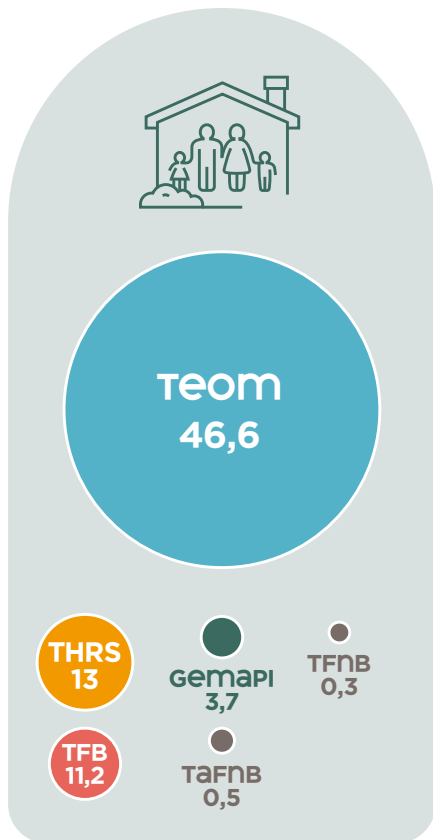 Teom
46,6
THRS
13
GemaPI
3,7
TFnB
0,3
TFB
11,2
TaFnB
0,5